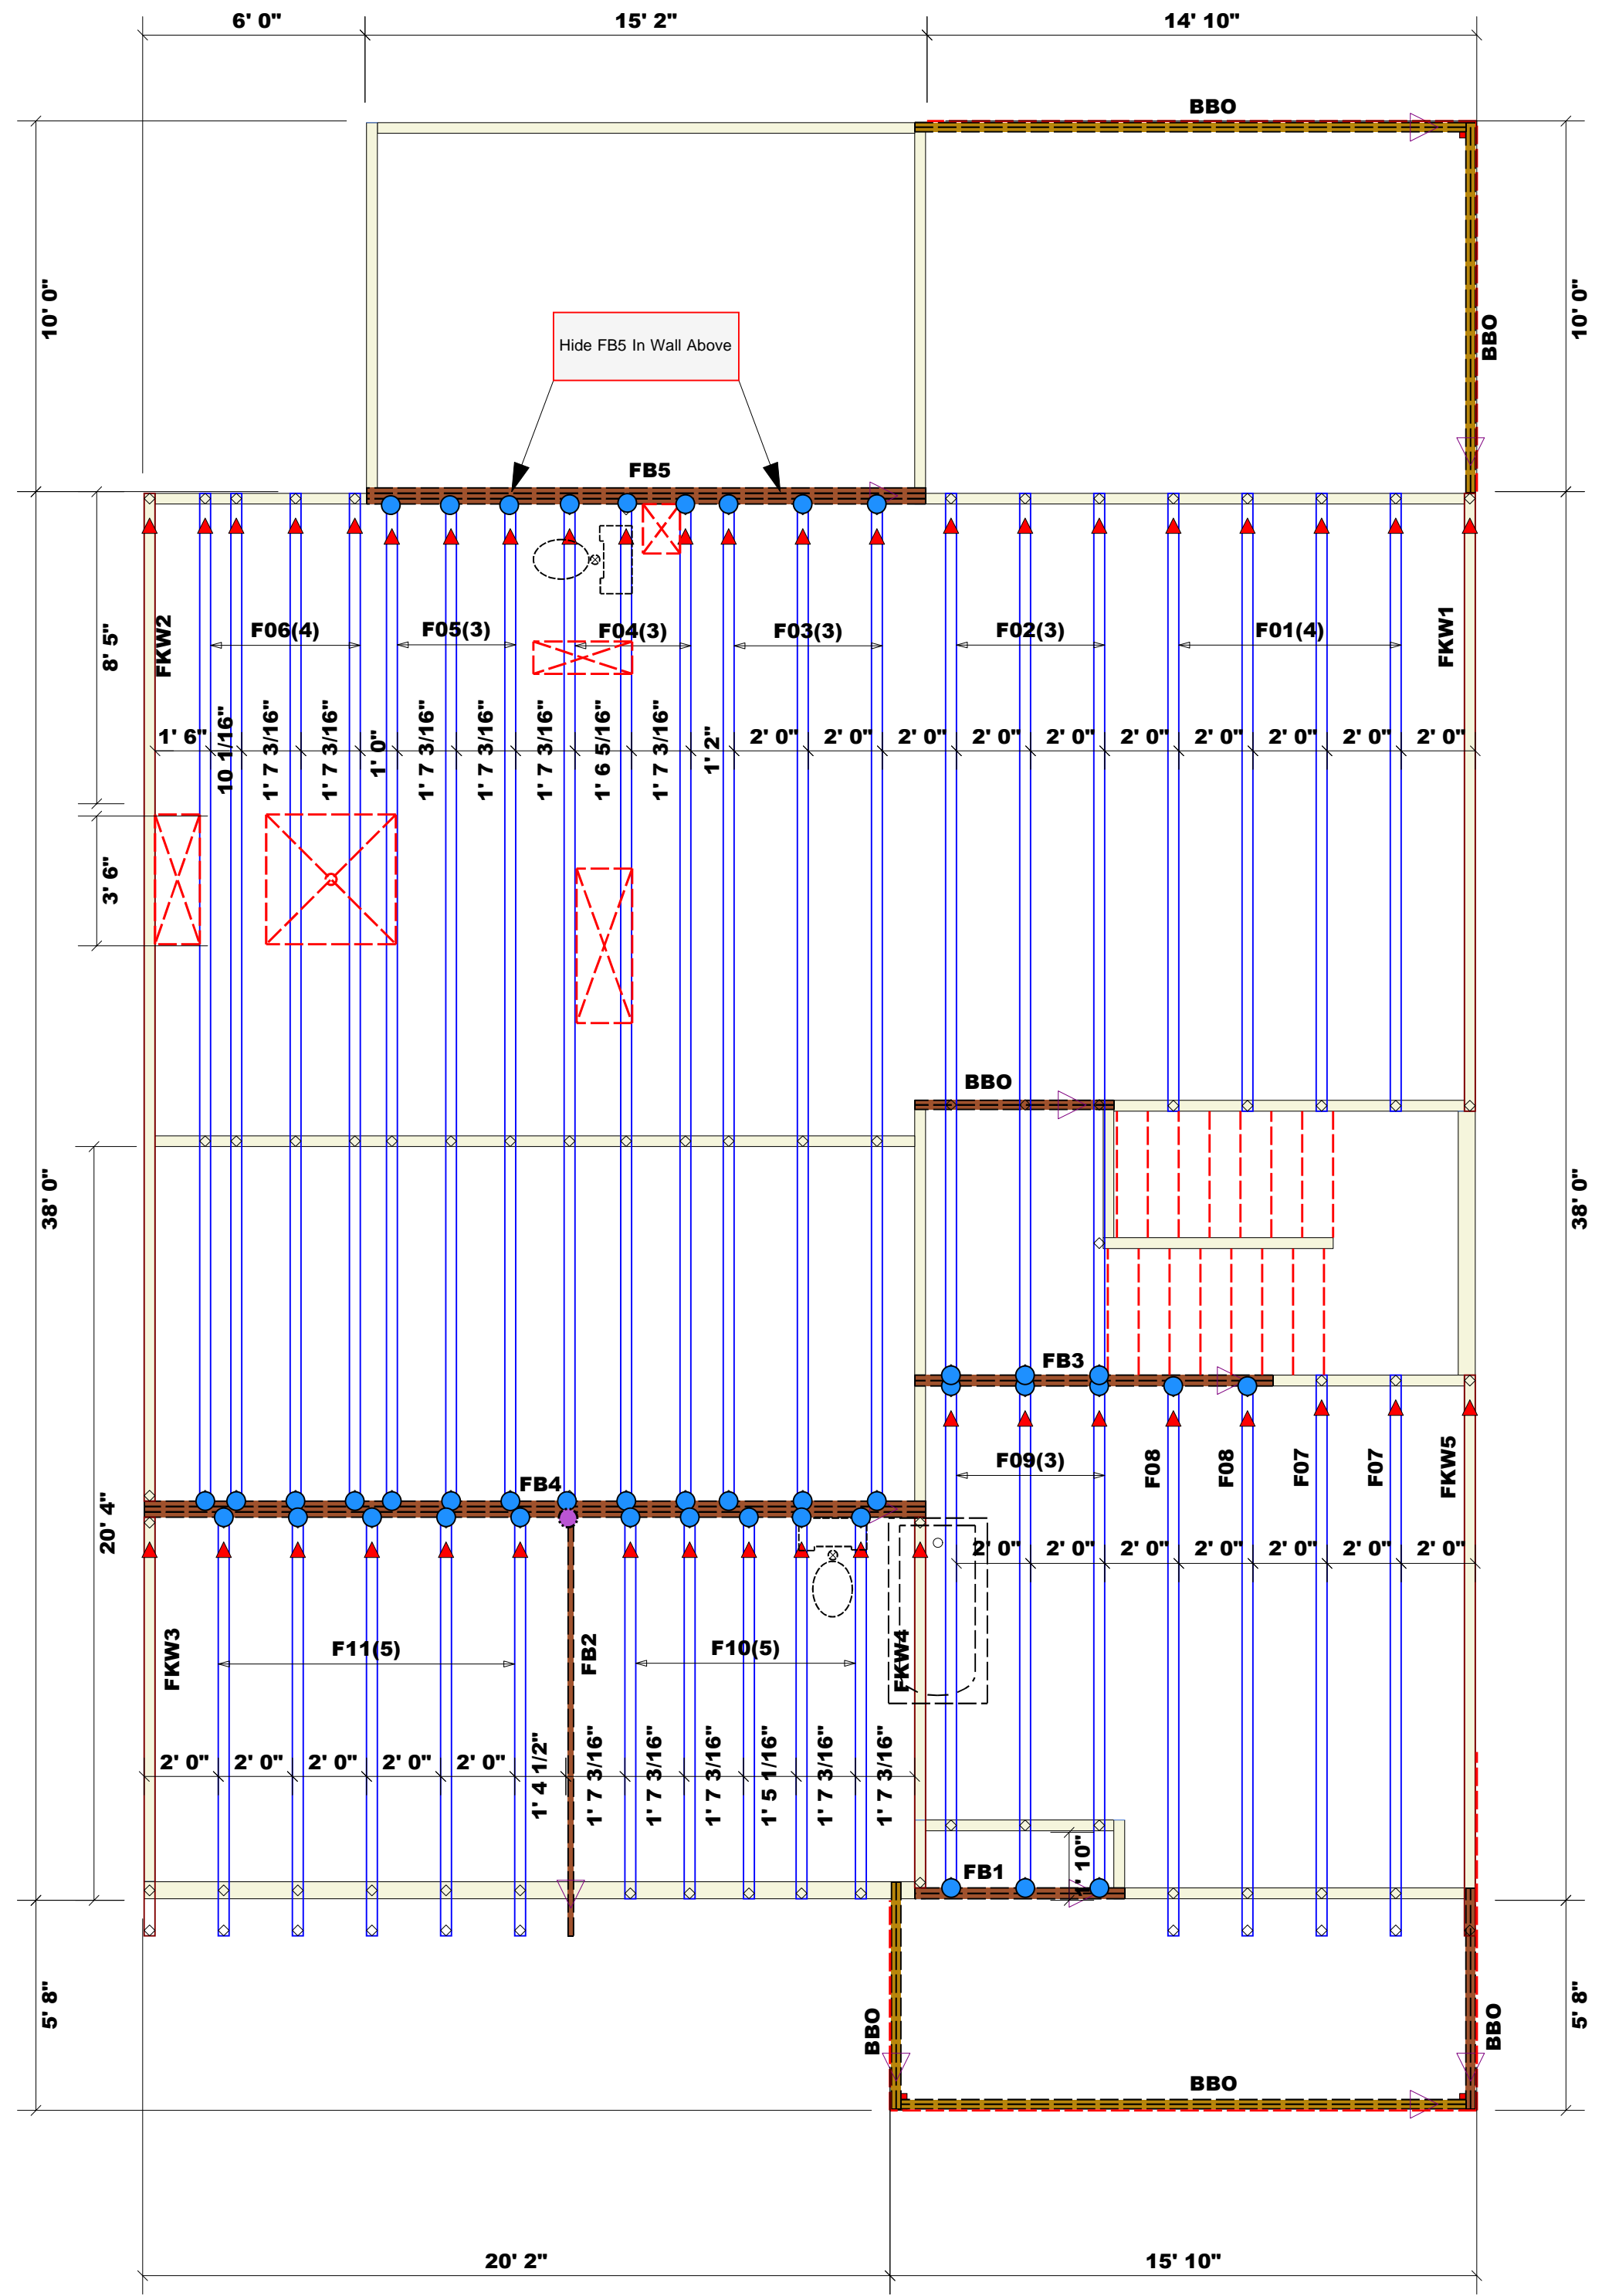 6' 0" 15' 2" 14' 10"
BBO
10' 0"
10' 0"
BBO
Hide FB5 In Wall Above
FB5
8' 5"
FKW2
F06(4) F05(3) F04(3) F03(3) F02(3) F01(4)
FKW1
1' 6" 10 1/16" 1' 7 3/16" 1' 7 3/16" 1' 0" 1' 7 3/16" 1' 7 3/16" 1' 7 3/16" 1' 6 5/16" 1' 7 3/16" 1' 2" 2' 0" 2' 0" 2' 0" 2' 0" 2' 0" 2' 0" 2' 0" 2' 0" 2' 0" 2' 0"
3' 6"
BBO
38' 0"
38' 0"
FB3
F09(3) F08 F08 F07 F07 FKW5
FB4
20' 4"
2' 0" 2' 0" 2' 0" 2' 0" 2' 0" 2' 0" 2' 0"
FKW3
F11(5)
FB2
F10(5)
FKW4
2' 0" 2' 0" 2' 0" 2' 0" 2' 0" 1' 4 1/2" 1' 7 3/16" 1' 7 3/16" 1' 7 3/16" 1' 5 1/16" 1' 7 3/16" 1' 7 3/16"
FB1
1' 10"
5' 8"
BBO
BBO
5' 8"
BBO
20' 2" 15' 10"